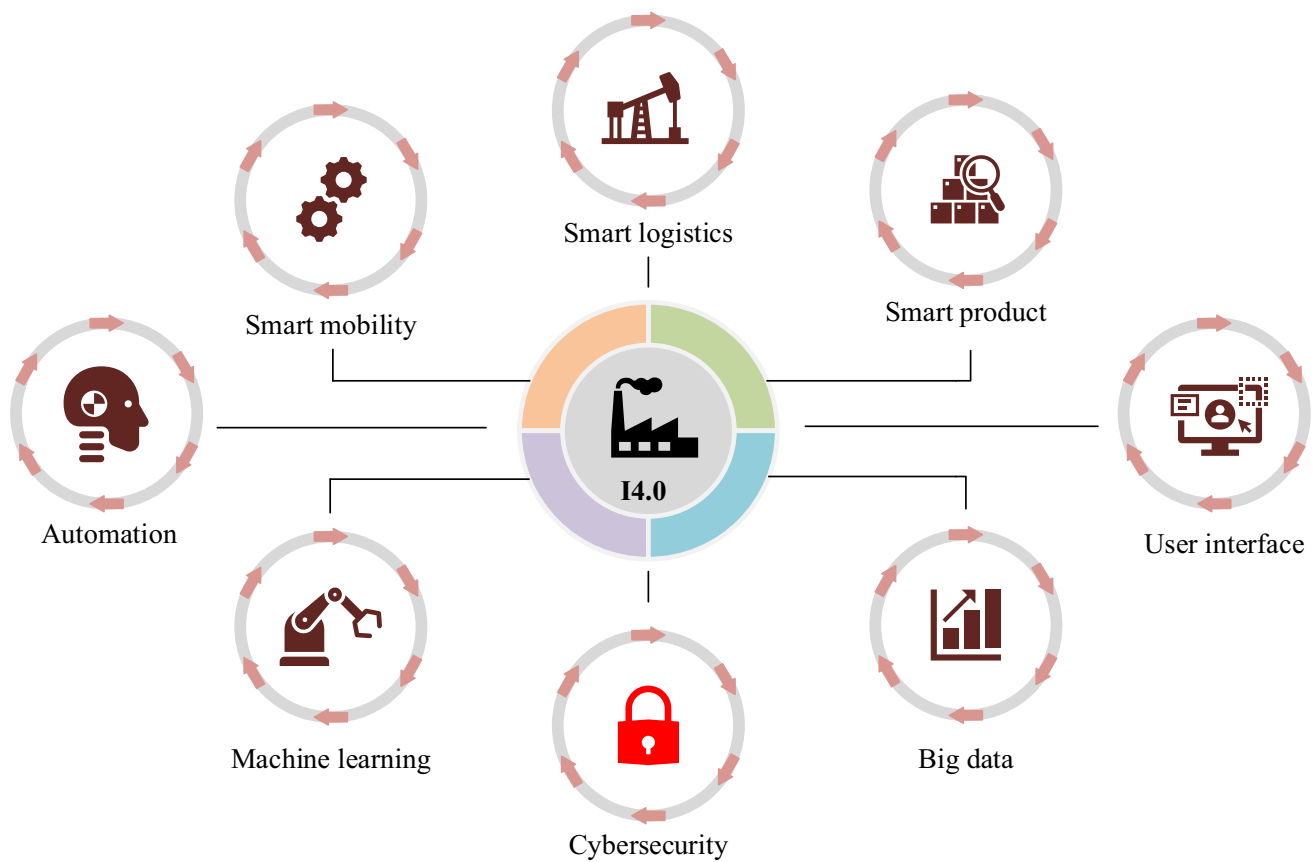 Smart logistics
Smart product
Smart mobility
I4.0
Automation
User interface
Machine learning
Big data
Cybersecurity